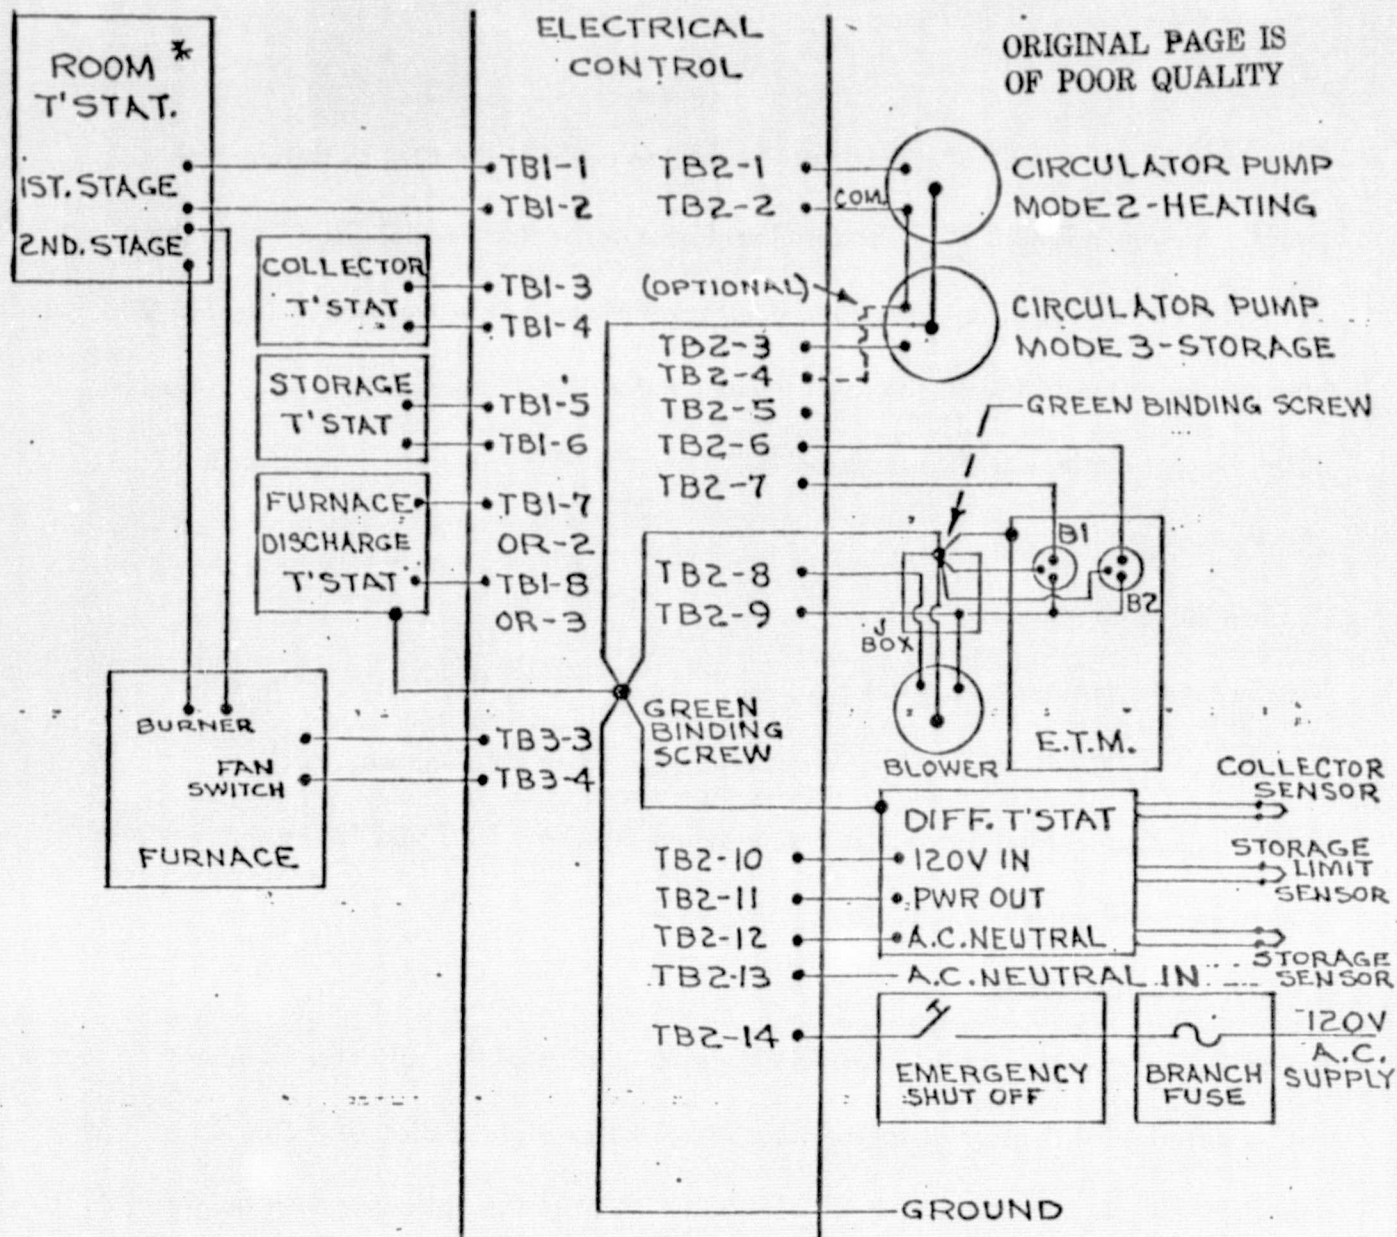 ELECTRICAL
CONTROL
ORIGINAL PAGE IS
OF POOR QUALITY
ROOM *
T'STAT.
1ST. STAGE
2ND. STAGE
COLLECTOR
T'STAT
STORAGE
T'STAT
FURNACE
DISCHARGE
T'STAT
BURNER
FAN
SWITCH
FURNACE
TB1-1
TB1-2
TB1-3
TB1-4
TB1-5
TB1-6
TB1-7
OR-2
TB1-8
OR-3
TB3-3
TB3-4
TB2-1
TB2-2
(OPTIONAL)
TB2-3
TB2-4
TB2-5
TB2-6
TB2-7
TB2-8
TB2-9
GREEN
BINDING
SCREW
TB2-10
TB2-11
TB2-12
TB2-13
TB2-14
COM.
CIRCULATOR PUMP
MODE 2-HEATING
CIRCULATOR PUMP
MODE 3-STORAGE
GREEN BINDING SCREW
B1
B2
J
BOX
BLOWER
E.T.M.
DIFF. T'STAT
120V IN
PWR OUT
A.C. NEUTRAL
A.C. NEUTRAL IN
COLLECTOR
SENSOR
STORAGE
LIMIT
SENSOR
STORAGE
SENSOR
EMERGENCY
SHUT OFF
BRANCH
FUSE
120V
A.C.
SUPPLY
GROUND